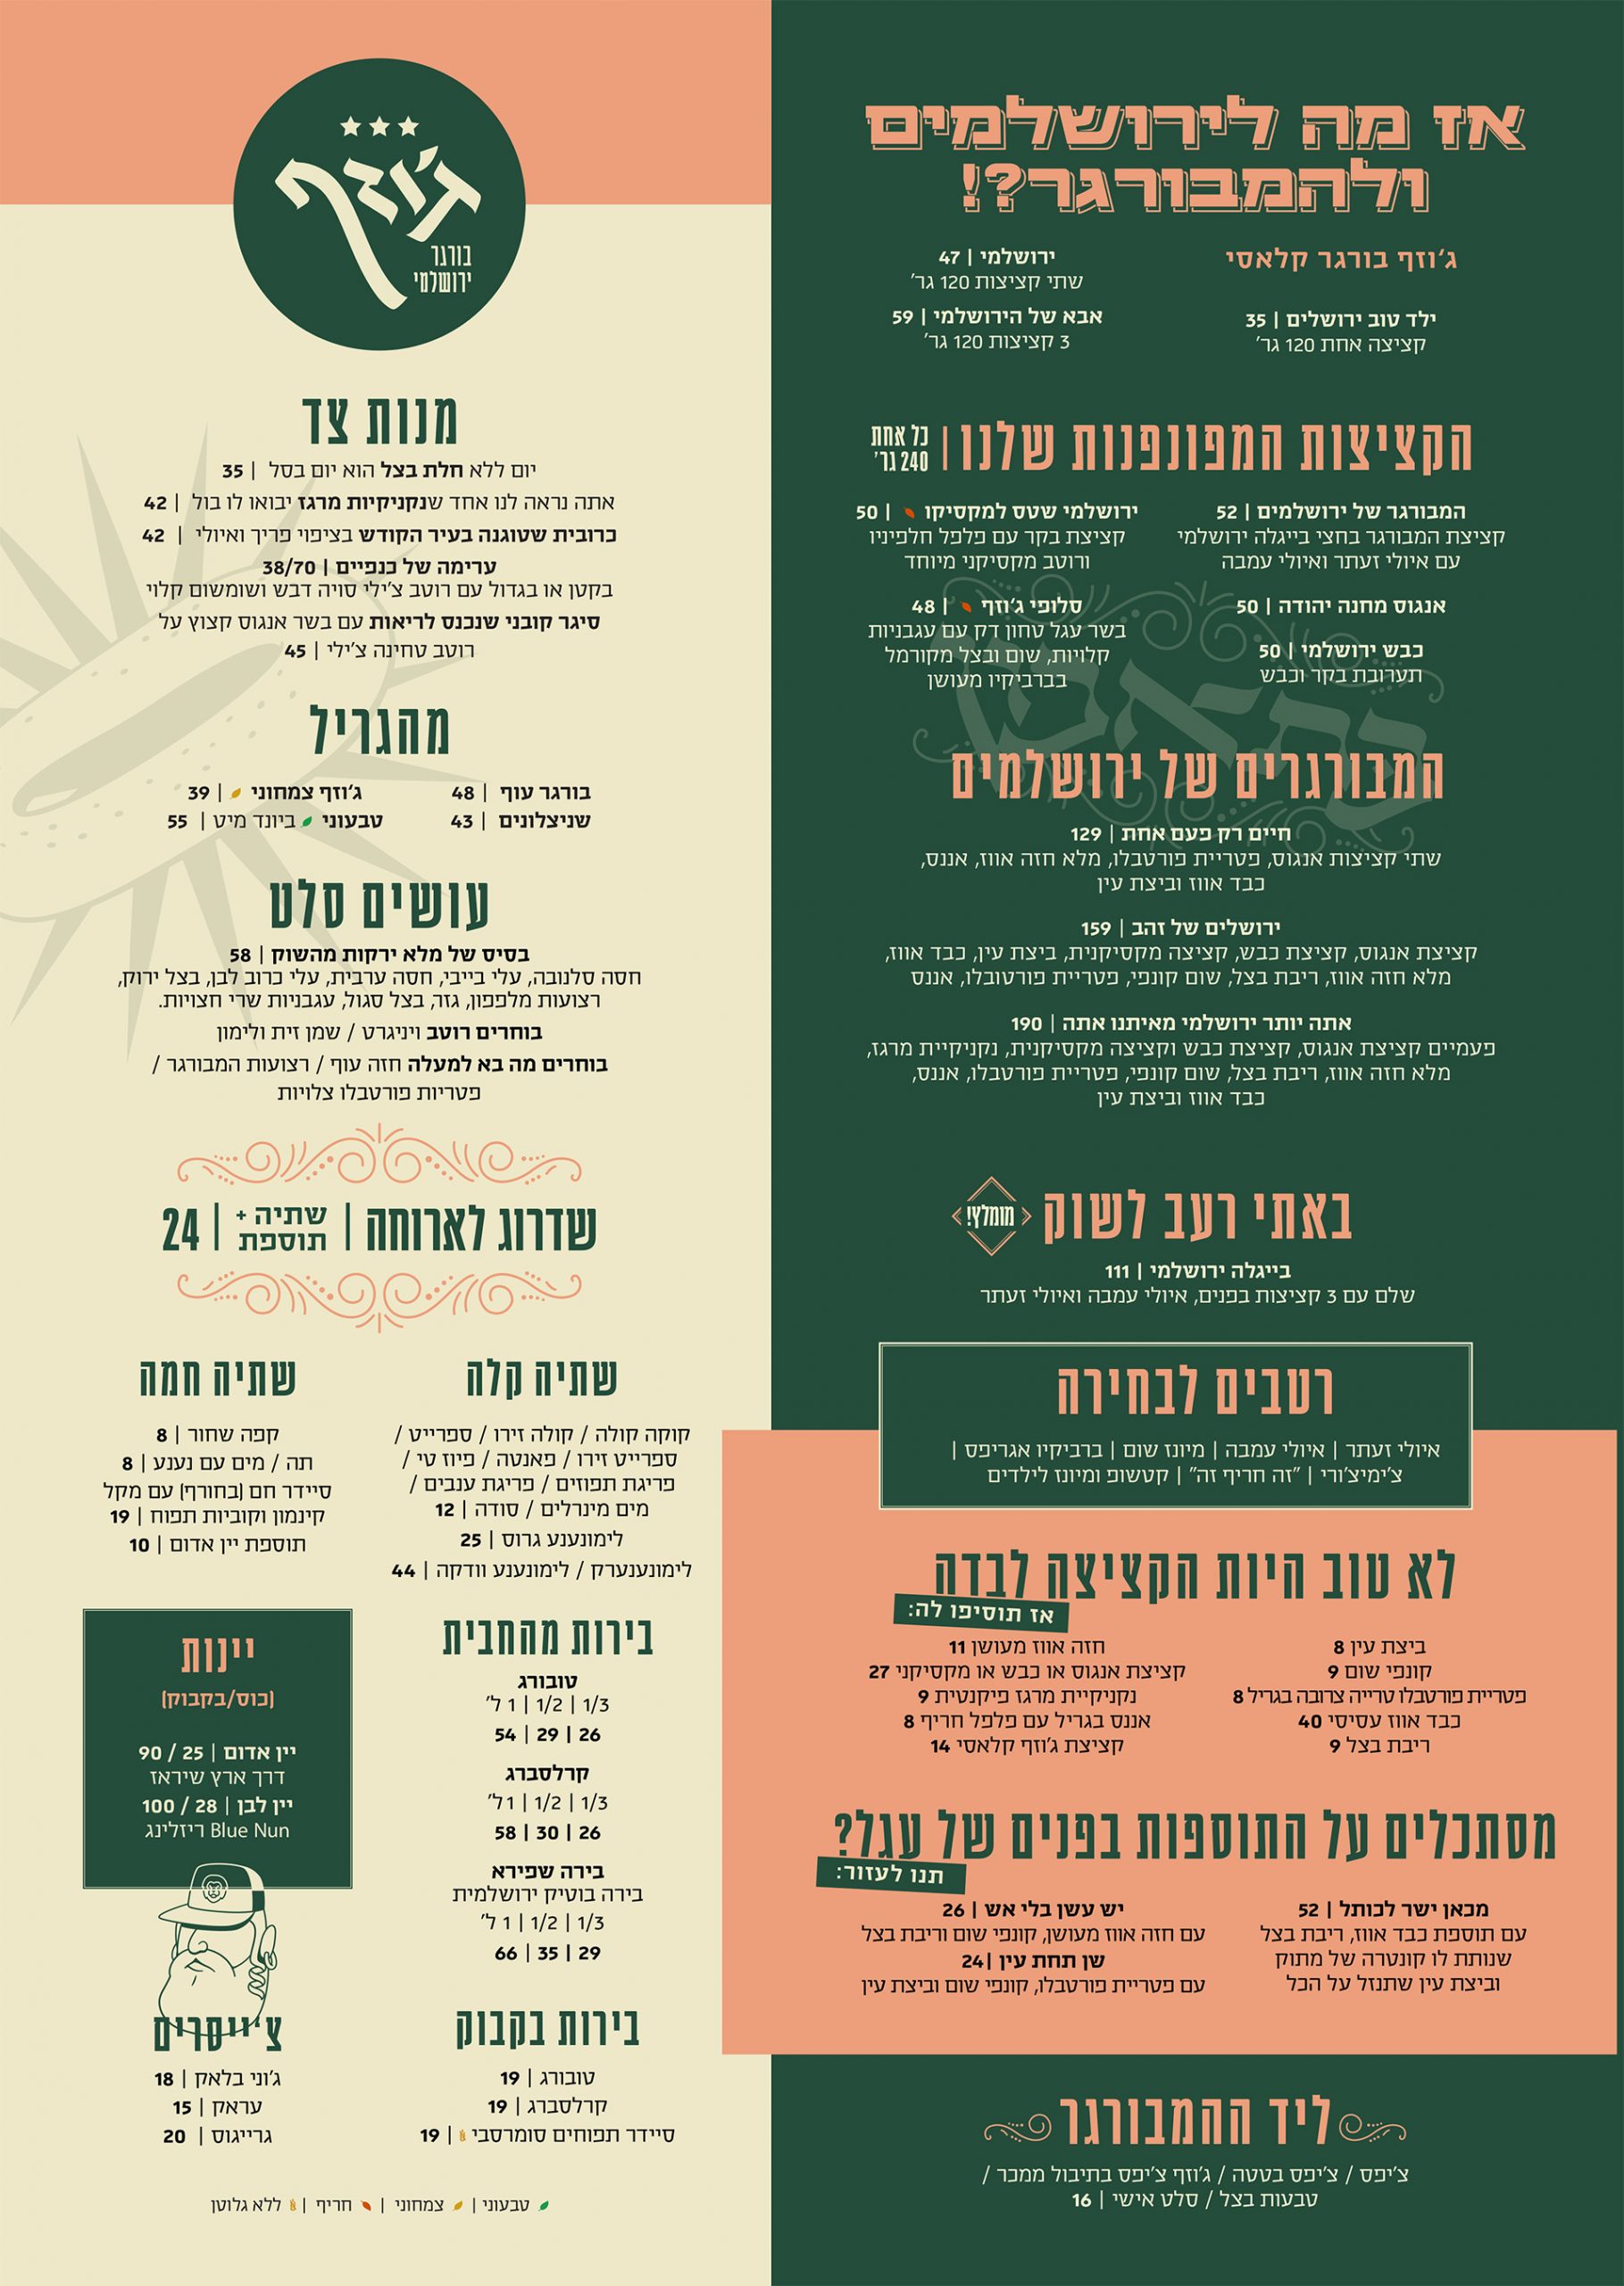 אז מה לירושלמים
ולהמבורגר?!
ג'וזף בורגר קלאסי
ילד טוב ירושלים | 35
קציצה אחת 120 גר'
ירושלמי | 47
שתי קציצות 120 גר'
אבא של הירושלמי | 59
3 קציצות 120 גר'
הקציצות המפונפנות שלנו | כל אחת
240 גר'
המבורגר של ירושלמים | 52
קציצת המבורגר בחצי בייגלה ירושלמי
עם איולי זעתר ואיולי עמבה
אנגוס מחנה יהודה | 50
כבש ירושלמי | 50
תערובת בקר וכבש
ירושלמי שטס למקסיקו | 50
קציצת בקר עם פלפל חלפיניו
ורוטב מקסיקני מיוחד
סלופי ג'וזף | 48
בשר עגל טחון דק עם עגבניות
קלויות, שום ובצל מקורמל
בברביקיו מעושן
המבורגרים של ירושלמים
חיים רק פעם אחת | 129
שתי קציצות אנגוס, פטריית פורטבלו, מלא חזה אווז, אננס,
כבד אווז וביצת עין
ירושלים של זהב | 159
קציצת אנגוס, קציצת כבש, קציצה מקסיקנית, ביצת עין, כבד אווז,
מלא חזה אווז, ריבת בצל, שום קונפי, פטריית פורטובלו, אננס
אתה יותר ירושלמי מאיתנו אתה | 190
פעמיים קציצת אנגוס, קציצת כבש וקציצה מקסיקנית, נקניקיית מרגז,
מלא חזה אווז, ריבת בצל, שום קונפי, פטריית פורטבלו, אננס,
כבד אווז וביצת עין
באתי רעב לשוק מומלץ!
בייגלה ירושלמי | 111
שלם עם 3 קציצות בפנים, איולי עמבה ואיולי זעתר
רטבים לבחירה
איולי זעתר | איולי עמבה | מיונז שום | ברביקיו אגריפס |
צ'ימיצ'ורי | "זה חריף זה" | קטשופ ומיונז לילדים
לא טוב היות הקציצה לבדה
אז תוסיפו לה:
ביצת עין 8
קונפי שום 9
פטריית פורטבלו טרייה צרובה בגריל 8
כבד אווז עסיסי 40
ריבת בצל 9
חזה אווז מעושן 11
קציצת אנגוס או כבש או מקסיקני 27
נקניקיית מרגז פיקנטית 9
אננס בגריל עם פלפל חריף 8
קציצת ג'וזף קלאסי 14
מסתכלים על התוספות בפנים של עגל?
תנו לעזור:
מכאן ישר לכותל | 52
עם תוספת כבד אווז, ריבת בצל
שנותת לו קונטרה של מתוק
וביצת עין שתנזל על הכל
יש עשן בלי אש | 26
עם חזה אווז מעושן, קונפי שום וריבת בצל
שן תחת עין |24
עם פטריית פורטבלו, קונפי שום וביצת עין
ליד ההמבורגר
צ'יפס / צ'יפס בטטה / ג'וזף צ'יפס בתיבול ממכר /
טבעות בצל / סלט אישי | 16
ג'וזף
בורגר
ירושלמי
מנות צד
יום ללא חלת בצל הוא יום בסל | 35
אתה נראה לנו אחד שנקניקיות מרגז יבואו לו בול | 42
כרובית שטוגנה בעיר הקודש בציפוי פריך ואיולי | 42
ערימה של כנפיים | 38/70
בקטן או בגדול עם רוטב צ'ילי סויה דבש ושומשום קלוי
סיגר קובני שנכנס לריאות עם בשר אנגוס קצוץ על
רוטב טחינה צ'ילי | 45
מהגריל
בורגר עוף | 48
שניצלונים | 43
ג'וזף צמחוני | 39
טבעוני ביונד מיט | 55
עושים סלט
בסיס של מלא ירקות מהשוק | 58
חסה סלנובה, עלי בייבי, חסה ערבית, עלי כרוב לבן, בצל ירוק,
רצועות מלפפון, גזר, בצל סגול, עגבניות שרי חצויות.
בוחרים רוטב ויניגרט / שמן זית ולימון
בוחרים מה בא למעלה חזה עוף / רצועות המבורגר /
פטריות פורטבלו צלויות
שדרוג לארוחה | שתיה +
תוספת | 24
שתיה קלה
קוקה קולה / קולה זירו / ספרייט /
ספרייט זירו / פאנטה / פיוז טי /
פריגת תפוזים / פריגת ענבים /
מים מינרלים / סודה | 12
לימונענע גרוס | 25
לימונענערק / לימונענע וודקה | 44
שתיה חמה
קפה שחור | 8
תה / מים עם נענע | 8
סיידר חם (בחורף) עם מקל
קינמון וקוביות תפוח | 19
תוספת יין אדום | 10
בירות מהחבית
טובורג
1/3 | 1/2 | 1 ל'
26 | 29 | 54
קרלסברג
1/3 | 1/2 | 1 ל'
26 | 30 | 58
בירה שפירא
בירה בוטיק ירושלמית
1/3 | 1/2 | 1 ל'
29 | 35 | 66
יינות
(כוס/בקבוק)
יין אדום | 25 / 90
דרך ארץ שיראז
יין לבן | 28 / 100
Blue Nun ריזלינג
בירות בקבוק
טובורג | 19
קרלסברג | 19
סיידר תפוחים סומרסבי | 19
צ'ייסרים
ג'וני בלאק | 18
עראק | 15
גרייגוס | 20
טבעוני | צמחוני | חריף | ללא גלוטן